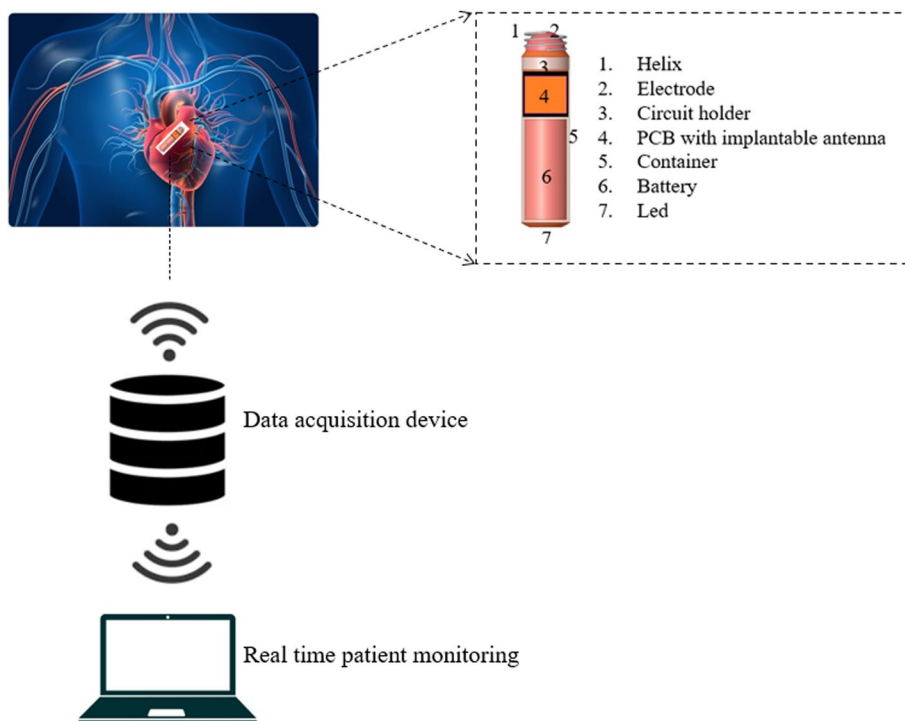 1 2
3
4
5
6
7
1. Helix
2. Electrode
3. Circuit holder
4. PCB with implantable antenna
5. Container
6. Battery
7. Led
Data acquisition device
Real time patient monitoring